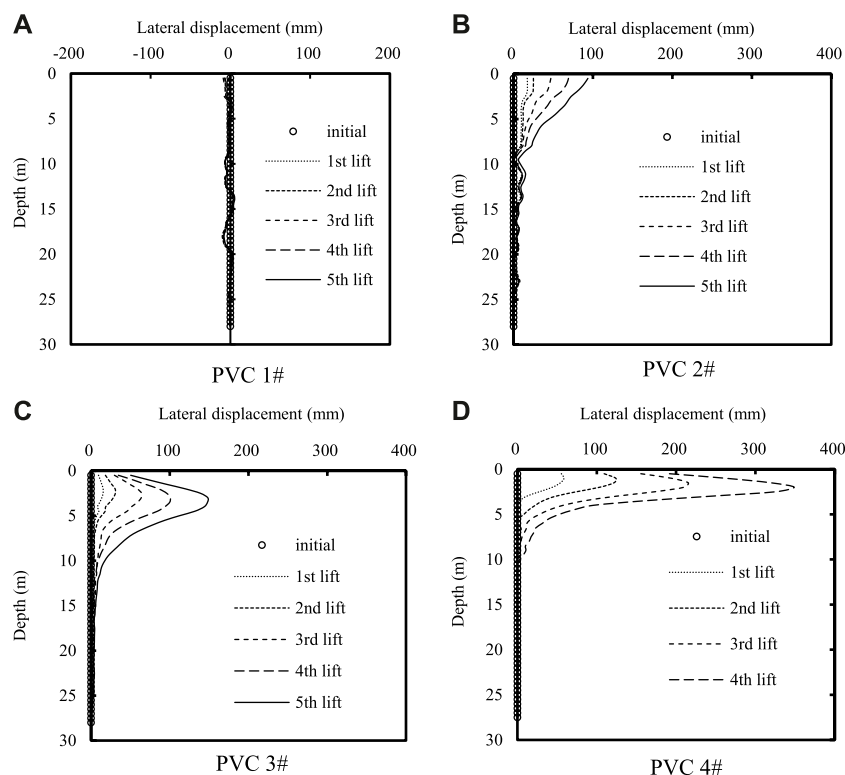 A
Lateral displacement (mm)
-200 -100 0 100 200
0
5
10
15
20
25
30
Depth (m)
initial
1st lift
2nd lift
3rd lift
4th lift
5th lift
PVC 1#
B
Lateral displacement (mm)
0 100 200 300 400
0
5
10
15
20
25
30
Depth (m)
initial
1st lift
2nd lift
3rd lift
4th lift
5th lift
PVC 2#
C
Lateral displacement (mm)
0 100 200 300 400
0
5
10
15
20
25
30
Depth (m)
initial
1st lift
2nd lift
3rd lift
4th lift
5th lift
PVC 3#
D
Lateral displacement (mm)
0 100 200 300 400
0
5
10
15
20
25
30
Depth (m)
initial
1st lift
2nd lift
3rd lift
4th lift
PVC 4#